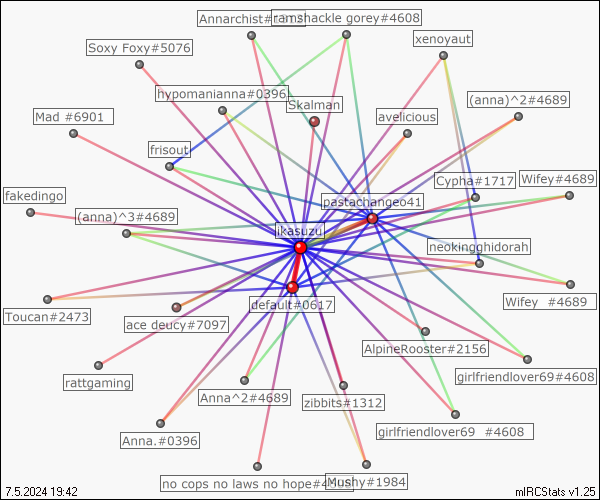 Annarchist#
ramshackle gorey#4608
xenoyaut
Soxy Foxy#5076
hypomanianna#0396
Skalman
(anna)^2#4689
Mad #6901
avelicious
frisout
Cypha#1717
Wifey#4689
fakedingo
pastachange041
(anna)^3#4689
ikasuzu
neokingghidorah
default#0617
Wifey #4689
Toucan#2473
ace deucy#7097
AlpineRooster#2156
rattgaming
girlfriendlover69#4608
Anna^2#4689
zibbits#1312
Anna.#0396
girlfriendlover69 #4608
no cops no laws no hope#4
Mushy#1984
7.5.2024 19:42
mIRCStats v1.25